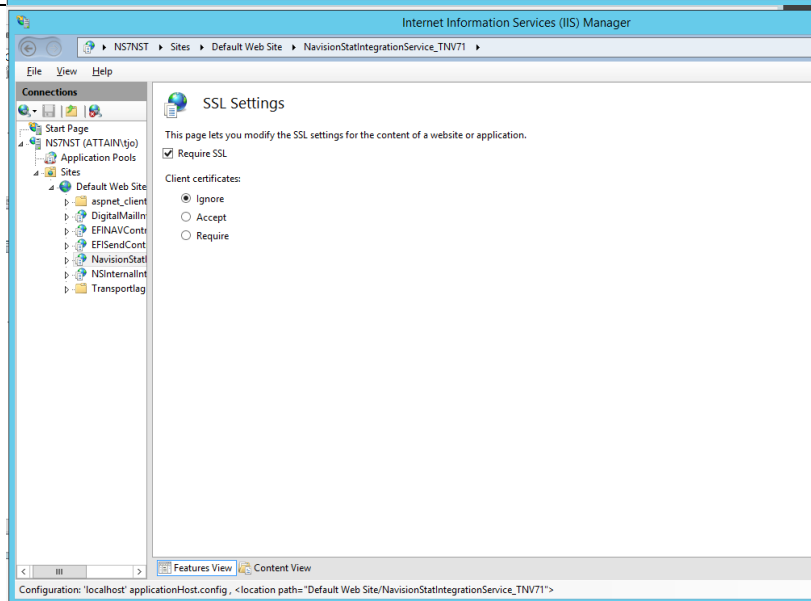 Internet Information Services (IIS) Manager
NS7NST Sites Default Web Site NavisionStatIntegrationService_TNV71
File View Help
Connections
Start Page
NS7NST (ATTAIN\tjo)
Application Pools
Sites
Default Web Site
aspnet_client
DigitalMailIn
EFINAVContr
EFISendCont
NavisionStatI
NSInternalInt
Transportlag
SSL Settings
This page lets you modify the SSL settings for the content of a website or application.
Require SSL
Client certificates:
Ignore
Accept
Require
Features View Content View
Configuration: 'localhost' applicationHost.config , <location path="Default Web Site/NavisionStatIntegrationService_TNV71">